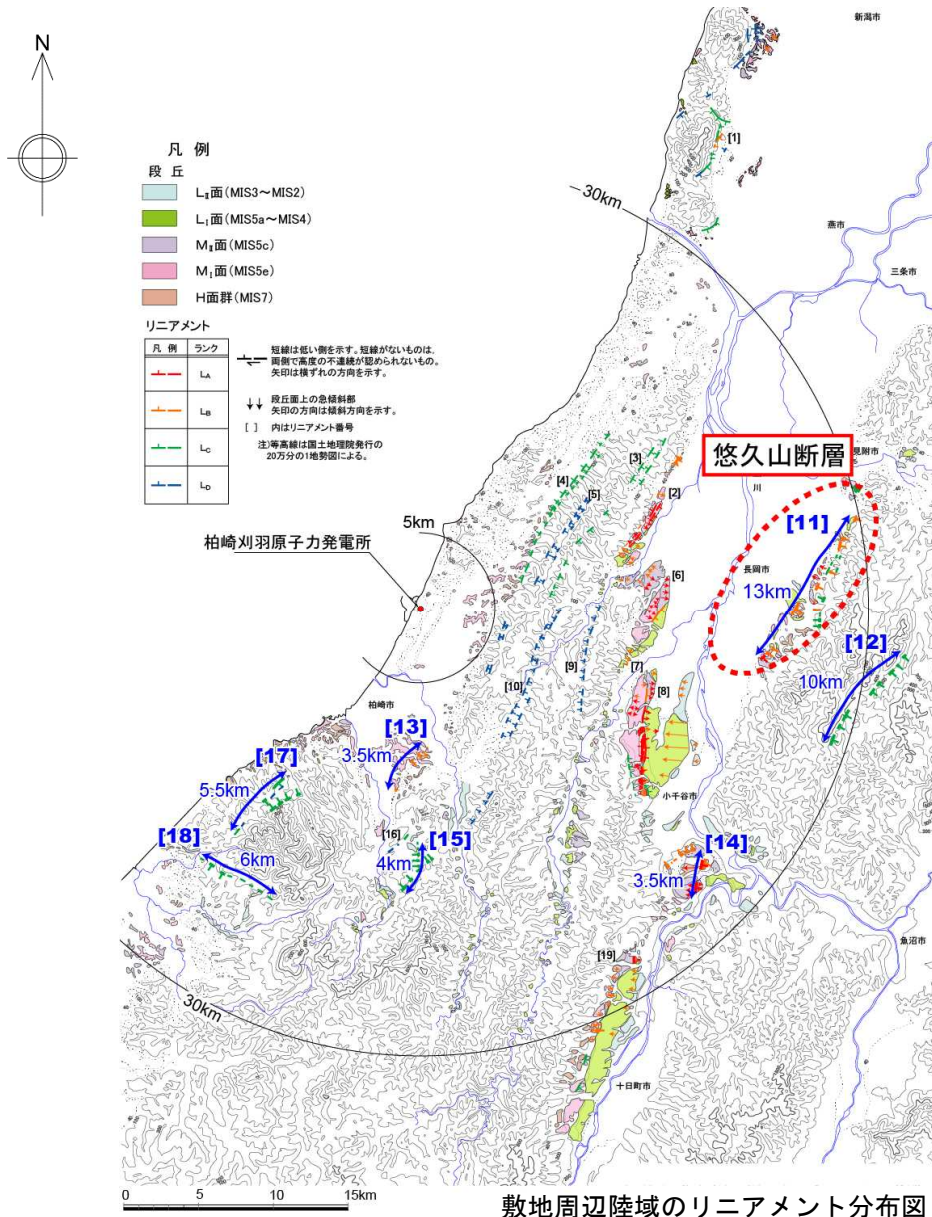 新潟市
N
[1]
凡 例
段 丘
LⅡ面(MIS3～MIS2)
LⅠ面(MIS5a～MIS4)
MⅡ面(MIS5c)
MⅠ面(MIS5e)
H面群(MIS7)
30km
燕市
三条市
リニアメント
凡 例 ランク
LA
LB
LC
LD
短線は低い側を示す。短線がないものは、
両側で高度の不連続が認められないもの。
矢印は横ずれの方向を示す。
段丘面上の急傾斜部
矢印の方向は傾斜方向を示す。
[ ] 内はリニアメント番号
注)等高線は国土地理院発行の
20万分の1地勢図による。
悠久山断層
見附市
川
[3]
[4]
[5]
[2]
5km
柏崎刈羽原子力発電所
[11]
長岡市
13km
[6]
[12]
10km
[7]
[8]
[9]
[10]
柏崎市
[13]
3.5km
[17]
5.5km
小千谷市
[18]
6km
[16]
[15]
4km
[14]
3.5km
魚沼市
[19]
30km
十日町市
0 5 10 15km
敷地周辺陸域のリニアメント分布図